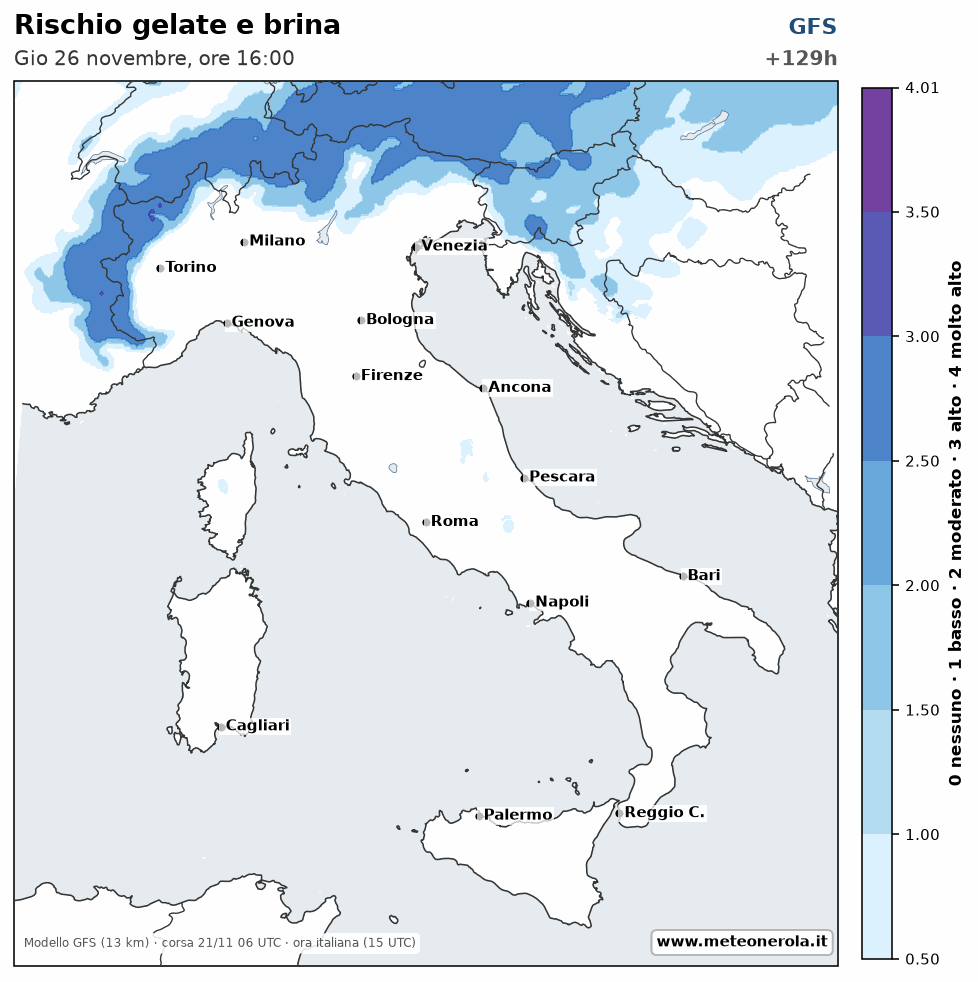 Rischio gelate e brina
GFS
Gio 26 novembre, ore 16:00
+129h
4.01
3.50
3.00
2.50
2.00
1.50
1.00
0.50
0 nessuno · 1 basso · 2 moderato · 3 alto · 4 molto alto
Milano
Venezia
Torino
Genova
Bologna
Firenze
Ancona
Pescara
Roma
Bari
Napoli
Cagliari
Palermo
Reggio C.
Modello GFS (13 km) · corsa 21/11 06 UTC · ora italiana (15 UTC)
www.meteonerola.it